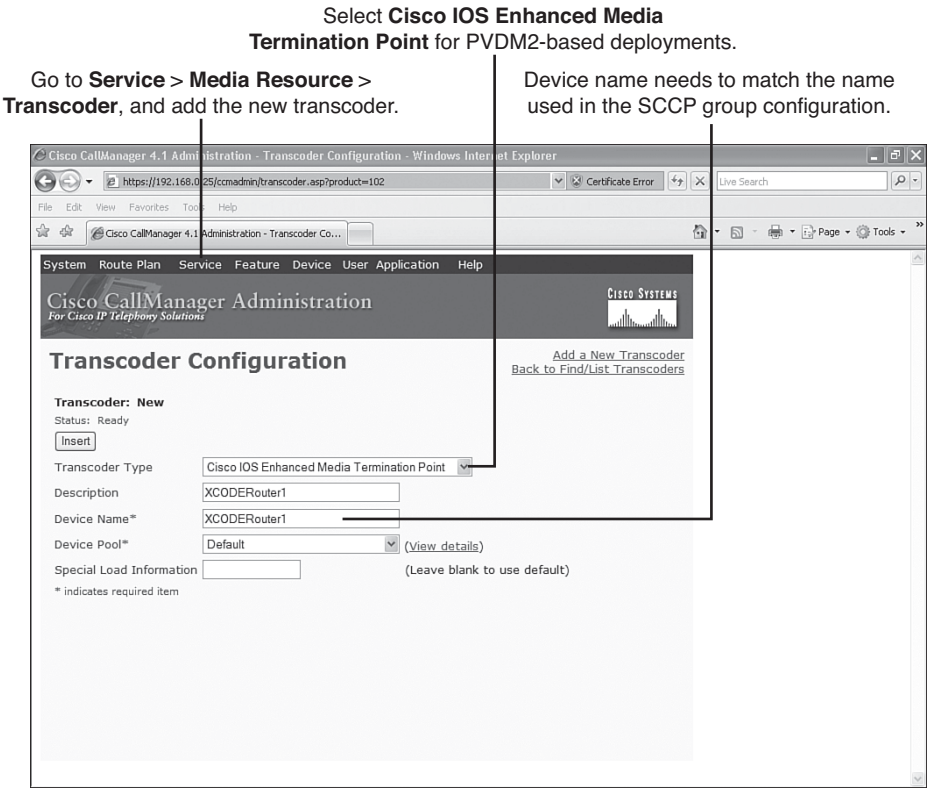 Select Cisco IOS Enhanced Media
Termination Point for PVDM2-based deployments.
Go to Service > Media Resource >
Transcoder, and add the new transcoder.
Device name needs to match the name
used in the SCCP group configuration.
Cisco CallManager 4.1 Administration - Transcoder Configuration - Windows Internet Explorer
https://192.168.0.25/ccmadmin/transcoder.asp?product=102
Certificate Error
Live Search
File Edit View Favorites Tools Help
Cisco CallManager 4.1 Administration - Transcoder Co...
Page
Tools
System Route Plan Service Feature Device User Application Help
Cisco CallManager Administration
For Cisco IP Telephony Solutions
CISCO SYSTEMS
Transcoder Configuration
Add a New Transcoder
Back to Find/List Transcoders
Transcoder: New
Status: Ready
Insert
Transcoder Type Cisco IOS Enhanced Media Termination Point
Description XCODERouter1
Device Name* XCODERouter1
Device Pool* Default (View details)
Special Load Information (Leave blank to use default)
* indicates required item